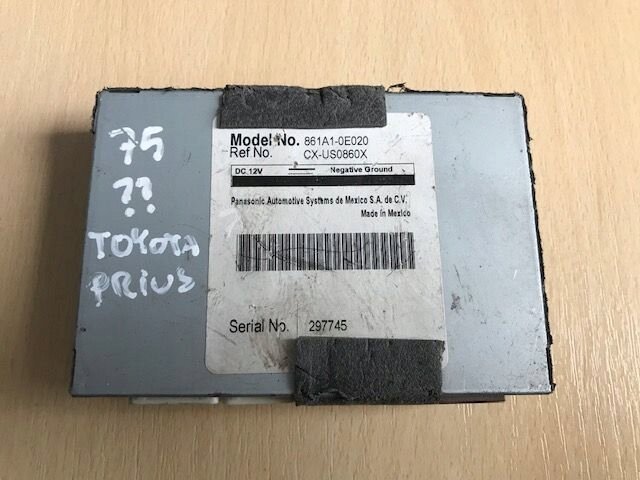 75
??
TOYOTA
PRIUS
Model No. 861A1-0E020
Ref No. CX-US0860X
DC 12V Negative Ground
Panasonic Automotive Systems de Mexico S.A. de C.V.
Made in Mexico
Serial No. 297745